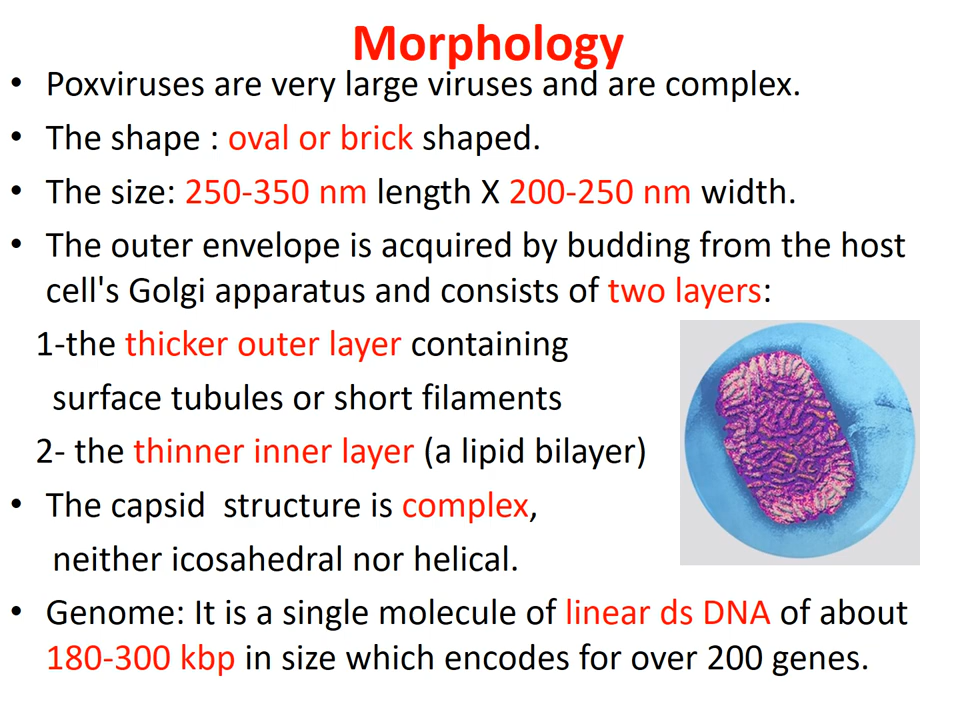 Morphology
• Poxviruses are very large viruses and are complex.
• The shape : oval or brick shaped.
• The size: 250-350 nm length X 200-250 nm width.
• The outer envelope is acquired by budding from the host
cell's Golgi apparatus and consists of two layers:
1-the thicker outer layer containing
surface tubules or short filaments
2- the thinner inner layer (a lipid bilayer)
• The capsid structure is complex,
neither icosahedral nor helical.
• Genome: It is a single molecule of linear ds DNA of about
180-300 kbp in size which encodes for over 200 genes.